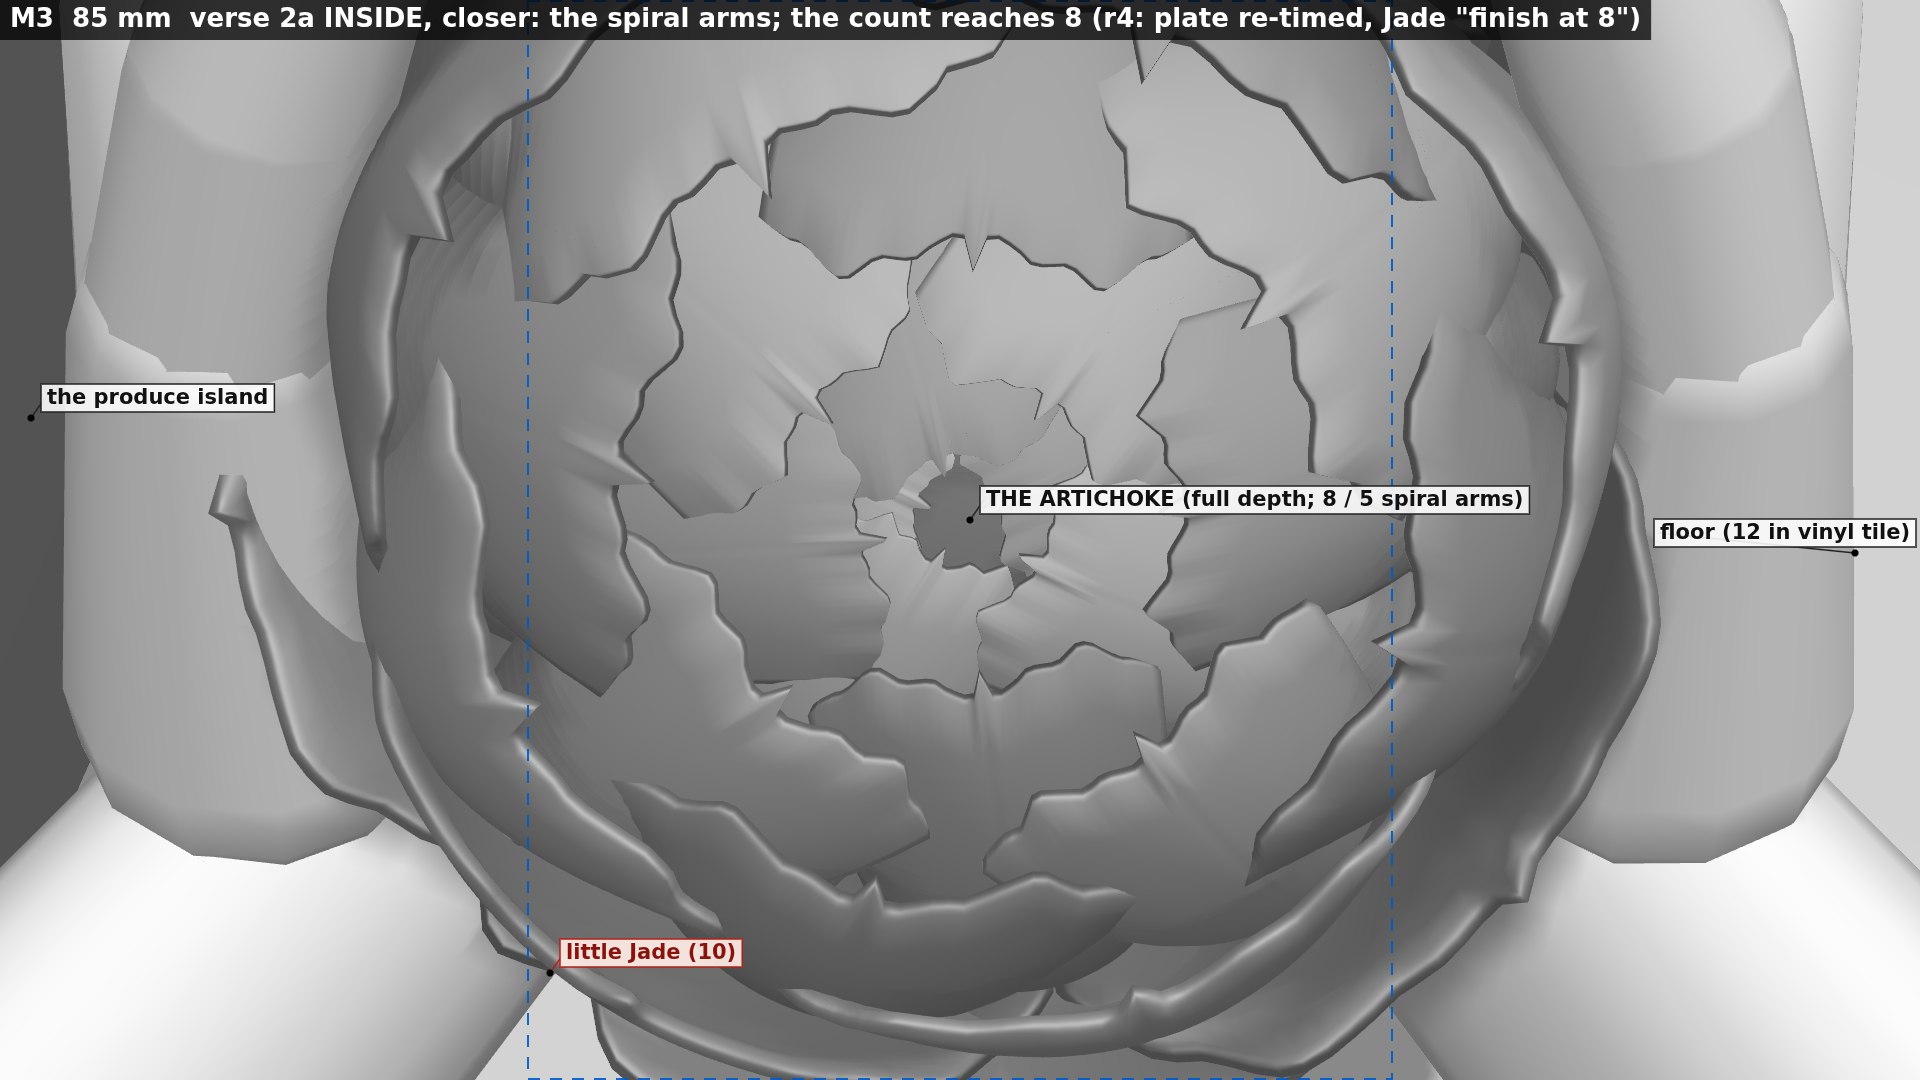 M3 85 mm verse 2a INSIDE, closer: the spiral arms; the count reaches 8 (r4: plate re-timed, Jade "finish at 8")
the produce island
THE ARTICHOKE (full depth; 8 / 5 spiral arms)
floor (12 in vinyl tile)
little Jade (10)